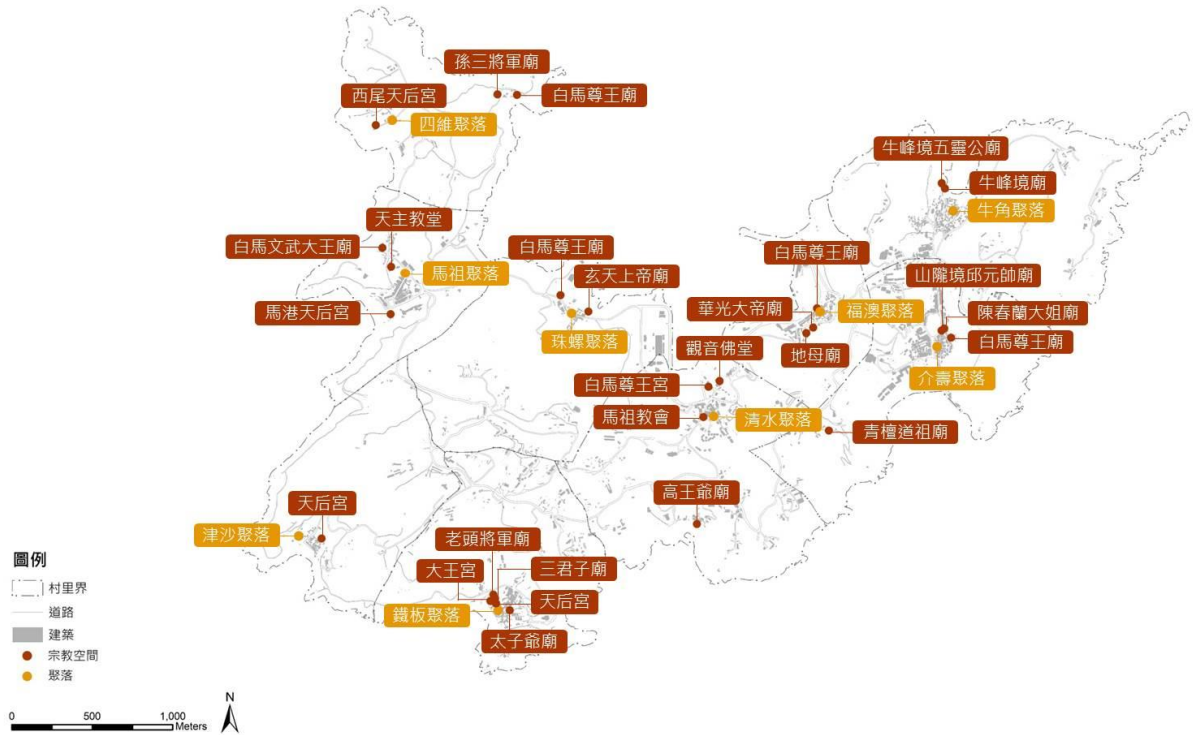 孫三將軍廟
西尾天后宮
白馬尊王廟
四維聚落
牛峰境五靈公廟
牛峰境廟
牛角聚落
天主教堂
白馬文武大王廟
白馬尊王廟
白馬尊王廟
馬祖聚落
玄天上帝廟
山隴境邱元帥廟
馬港天后宮
華光大帝廟
福澳聚落
陳春蘭大姐廟
珠螺聚落
觀音佛堂
地母廟
白馬尊王廟
介壽聚落
白馬尊王宮
馬祖教會
清水聚落
青檀道祖廟
天后宮
高王爺廟
津沙聚落
老頭將軍廟
大王宮
三君子廟
天后宮
鐵板聚落
太子爺廟
圖例
村里界
道路
建築
宗教空間
聚落
N
0 500 1,000
Meters